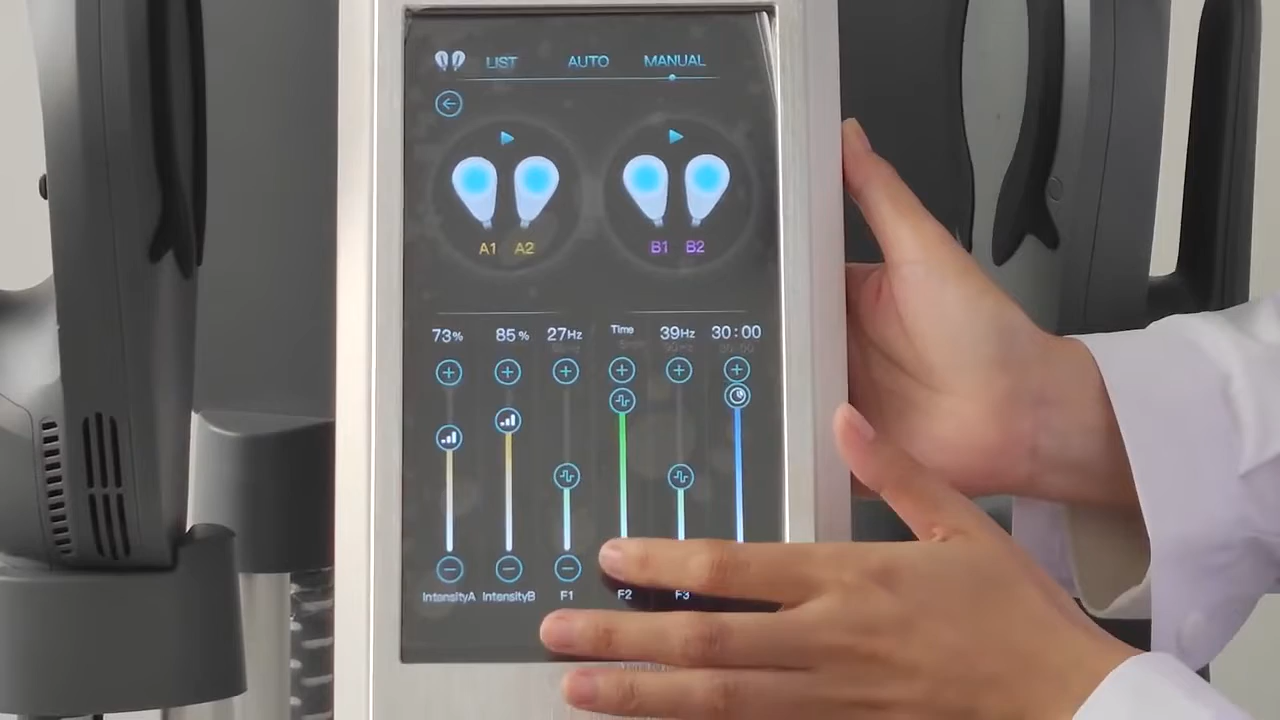 LIST AUTO MANUAL
A1 A2 B1 B2
73% 85% 27Hz Time 39Hz 30:00
IntensityA IntensityB F1 F2 F3